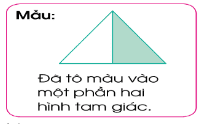 Mẫu:
Đã tô màu vào
một phần hai
hình tam giác.